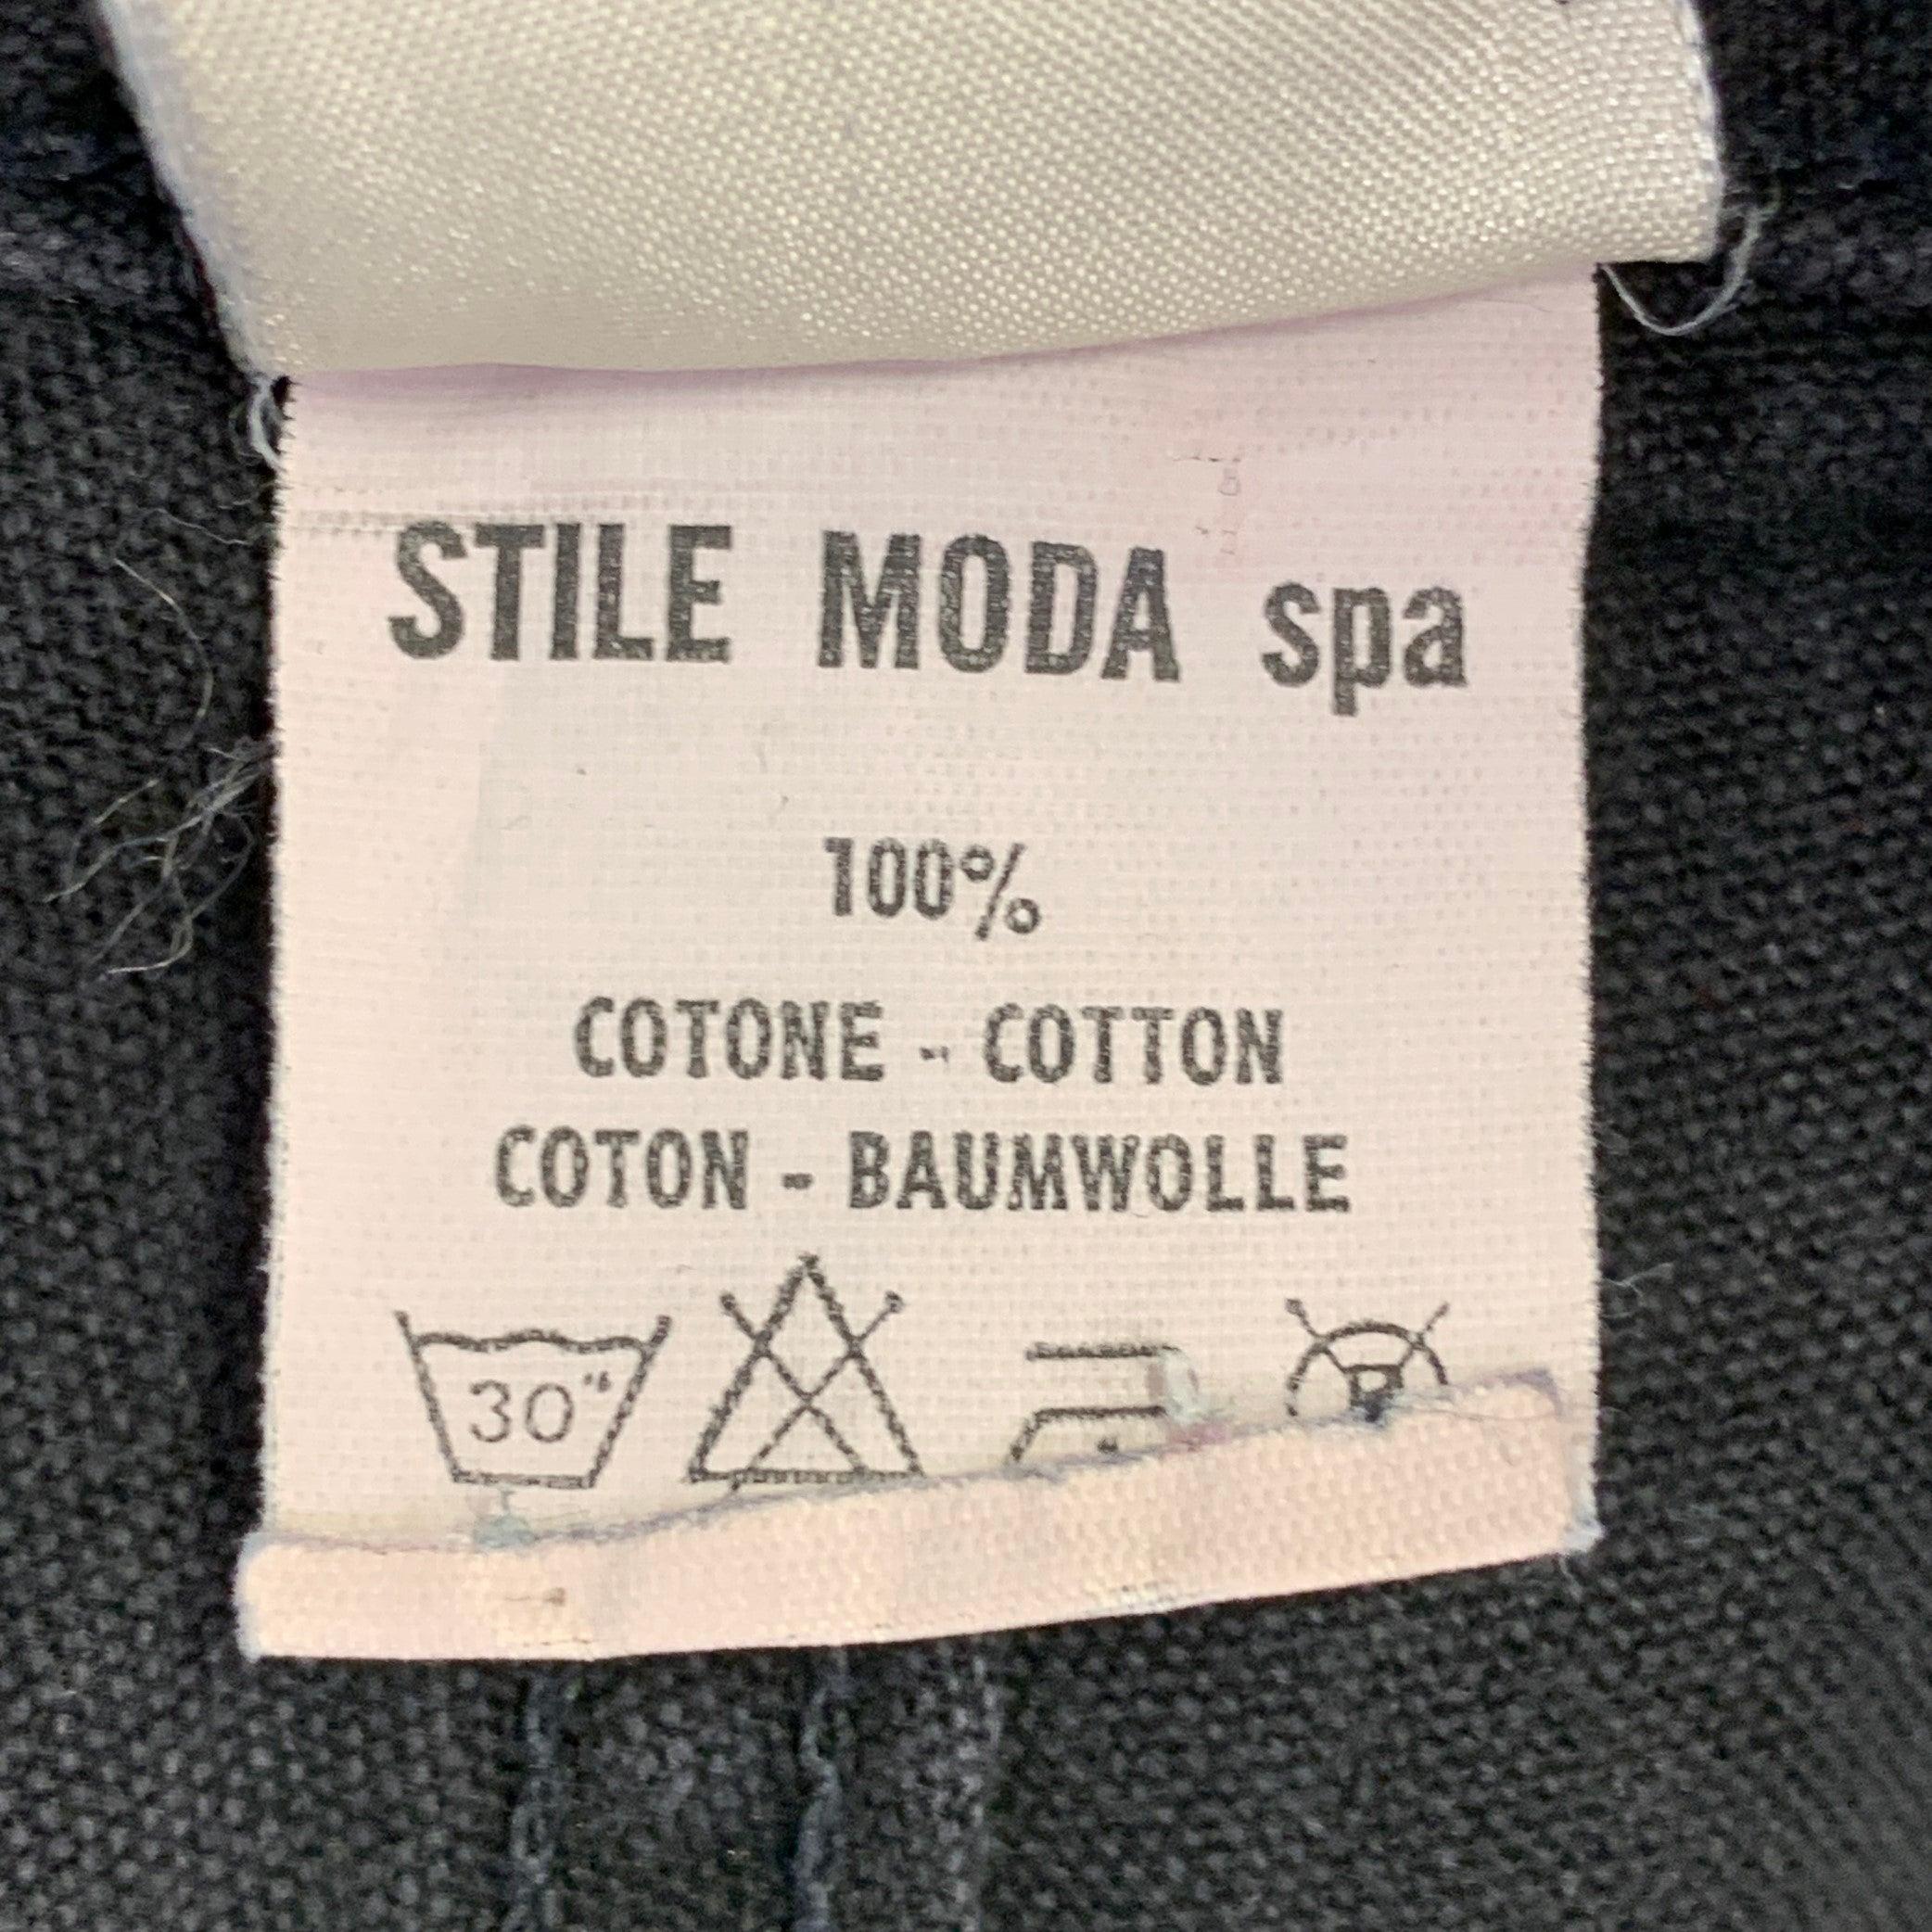 STILE MODA spa
100%
COTONE - COTTON
COTON - BAUMWOLLE
30°